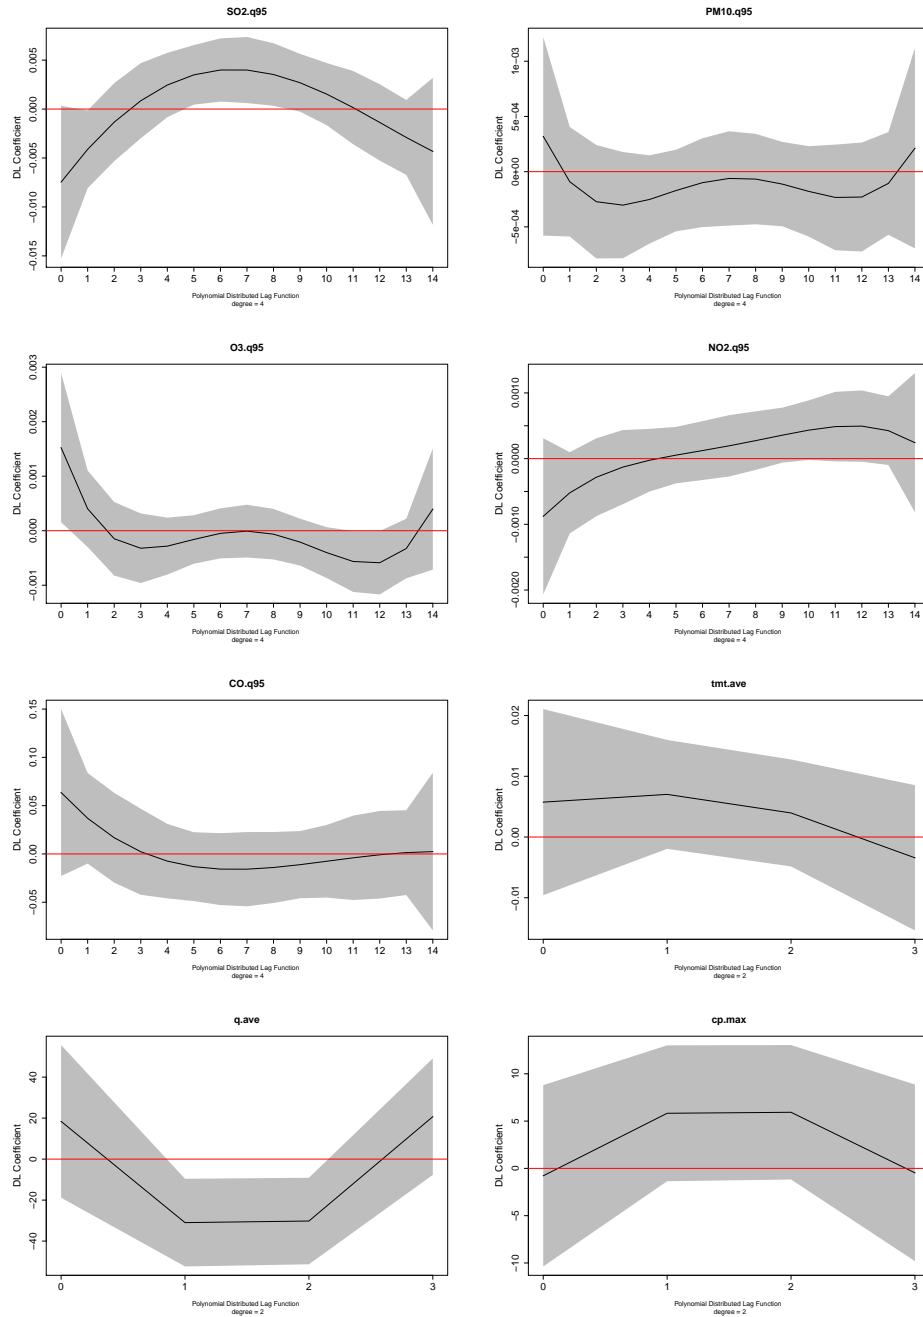 SO2.q95
DL Coefficient
0.005
0.000
−0.005
−0.010
−0.015
0 1 2 3 4 5 6 7 8 9 10 11 12 13 14
Polynomial Distributed Lag Function
degree = 4
PM10.q95
DL Coefficient
1e−03
5e−04
0e+00
−5e−04
0 1 2 3 4 5 6 7 8 9 10 11 12 13 14
Polynomial Distributed Lag Function
degree = 4
O3.q95
DL Coefficient
0.003
0.002
0.001
0.000
−0.001
0 1 2 3 4 5 6 7 8 9 10 11 12 13 14
Polynomial Distributed Lag Function
degree = 4
NO2.q95
DL Coefficient
0.0010
0.0000
−0.0010
−0.0020
0 1 2 3 4 5 6 7 8 9 10 11 12 13 14
Polynomial Distributed Lag Function
degree = 4
CO.q95
DL Coefficient
0.15
0.10
0.05
0.00
−0.05
0 1 2 3 4 5 6 7 8 9 10 11 12 13 14
Polynomial Distributed Lag Function
degree = 4
tmt.ave
DL Coefficient
0.02
0.01
0.00
−0.01
0 1 2 3
Polynomial Distributed Lag Function
degree = 2
q.ave
DL Coefficient
40
20
0
−20
−40
0 1 2 3
Polynomial Distributed Lag Function
degree = 2
cp.max
DL Coefficient
10
5
0
−5
−10
0 1 2 3
Polynomial Distributed Lag Function
degree = 2